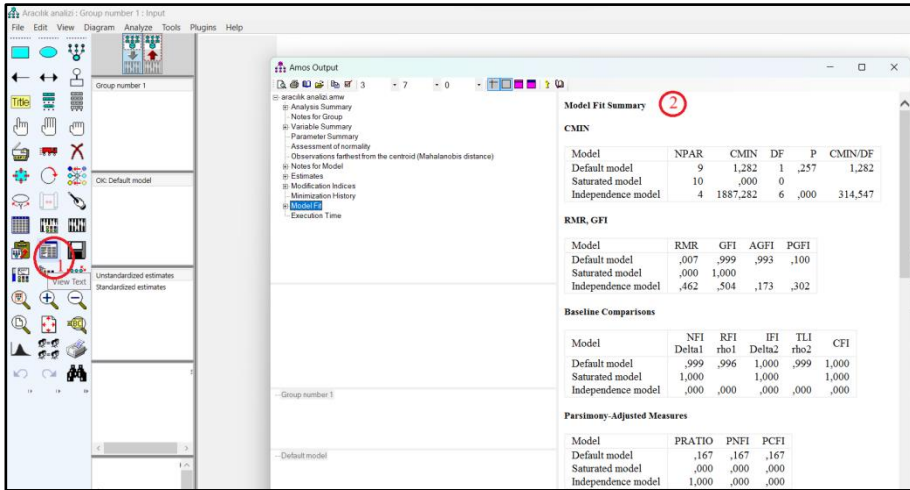 Aracılık analizi : Group number 1 : Input
File Edit View Diagram Analyze Tools Plugins Help
Title
Group number 1
OK: Default model
1
View Text
Unstandardized estimates
Standardized estimates
Amos Output
3 7 0
aracılık analizi.amw
Analysis Summary
Notes for Group
Variable Summary
Parameter Summary
Assessment of normality
Observations farthest from the centroid (Mahalanobis distance)
Notes for Model
Estimates
Modification Indices
Minimization History
Model Fit
Execution Time
Group number 1
Default model
Model Fit Summary 2
CMIN
Model NPAR CMIN DF P CMIN/DF
Default model 9 1,282 1 ,257 1,282
Saturated model 10 ,000 0
Independence model 4 1887,282 6 ,000 314,547
RMR, GFI
Model RMR GFI AGFI PGFI
Default model ,007 ,999 ,993 ,100
Saturated model ,000 1,000
Independence model ,462 ,504 ,173 ,302
Baseline Comparisons
Model NFI Delta1 RFI rho1 IFI Delta2 TLI rho2 CFI
Default model ,999 ,996 1,000 ,999 1,000
Saturated model 1,000 1,000 1,000
Independence model ,000 ,000 ,000 ,000 ,000
Parsimony-Adjusted Measures
Model PRATIO PNFI PCFI
Default model ,167 ,167 ,167
Saturated model ,000 ,000 ,000
Independence model 1,000 ,000 ,000